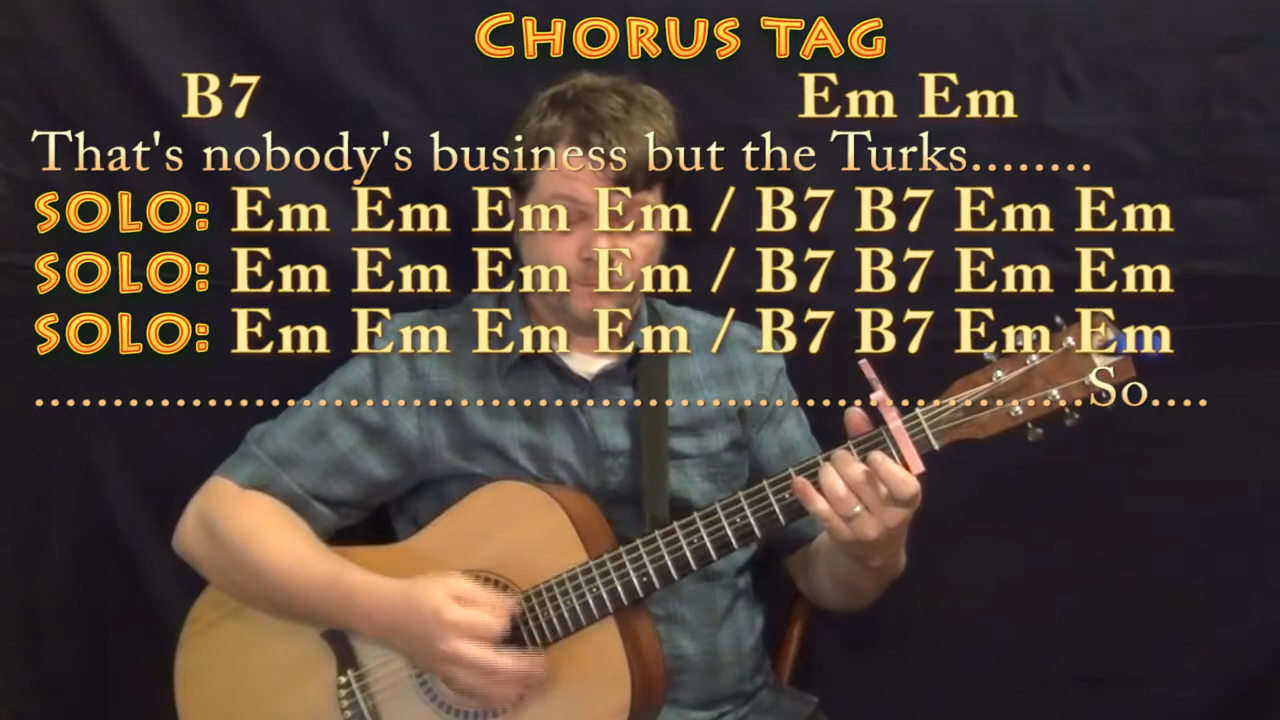 CHORUS TAG
B7 Em Em
That's nobody's business but the Turks........
SOLO: Em Em Em Em / B7 B7 Em Em
SOLO: Em Em Em Em / B7 B7 Em Em
SOLO: Em Em Em Em / B7 B7 Em Em
....................................................................So....